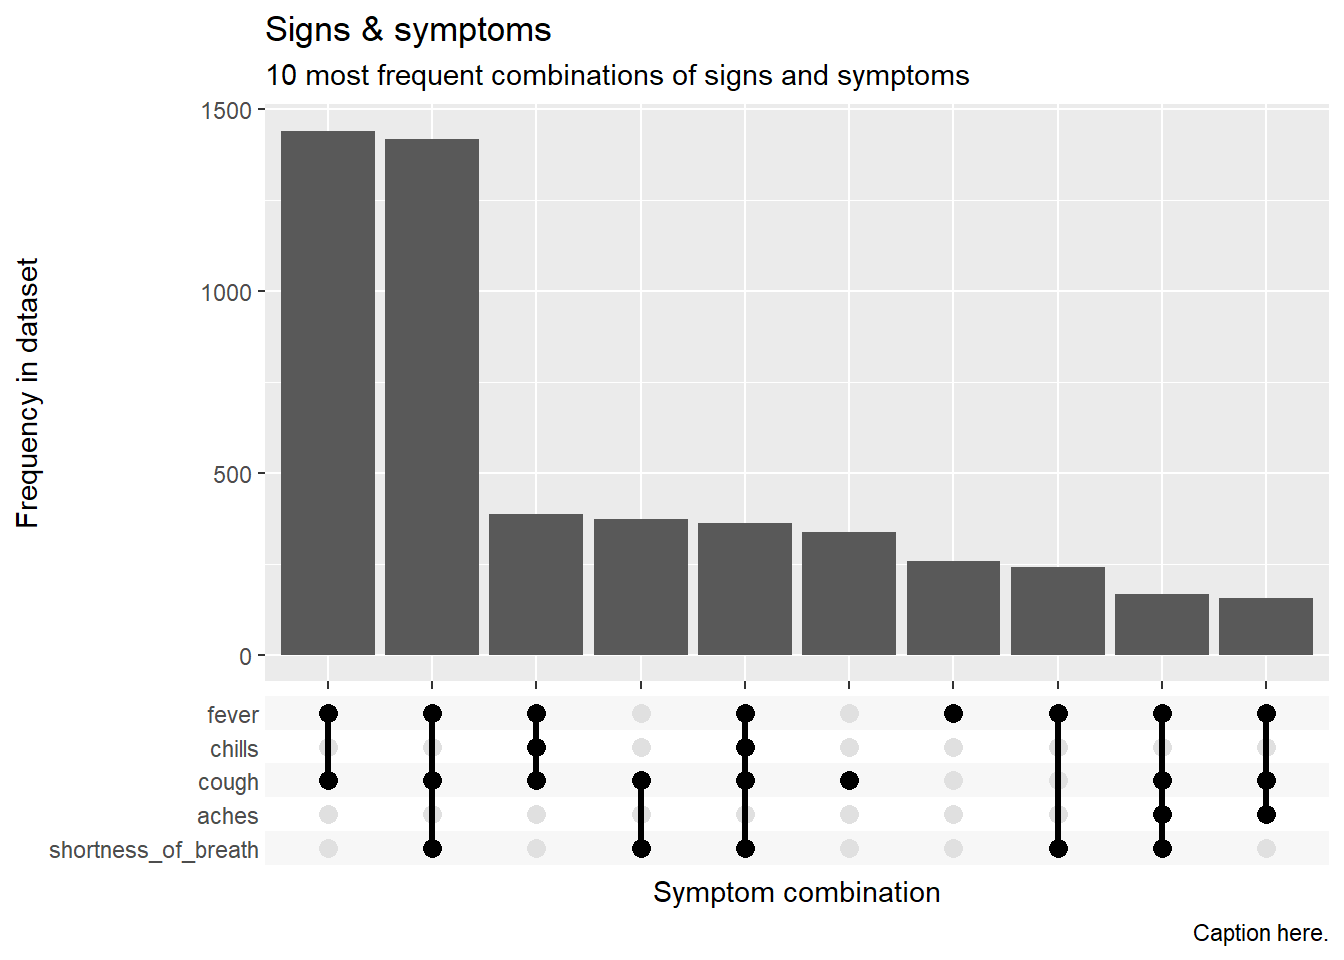 Signs & symptoms
10 most frequent combinations of signs and symptoms
Frequency in dataset
1500
1000
500
0
fever
chills
cough
aches
shortness_of_breath
Symptom combination
Caption here.